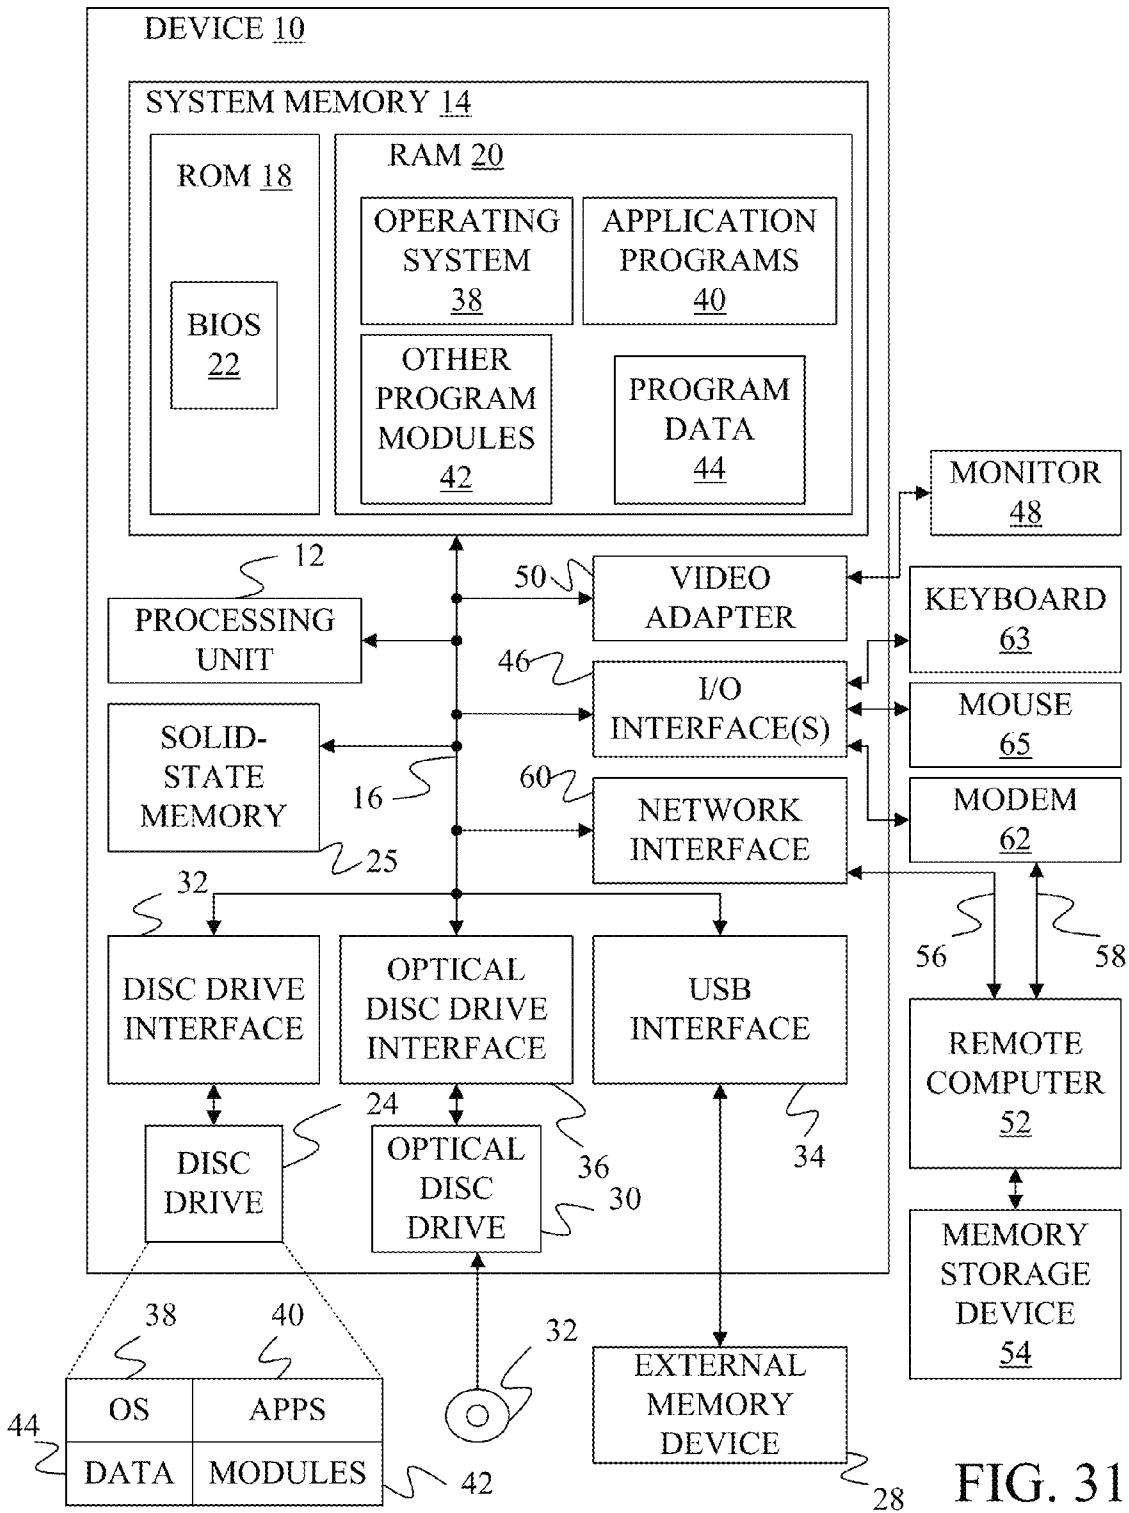 DEVICE 10
SYSTEM MEMORY 14
ROM 18
BIOS
22
RAM 20
OPERATING
SYSTEM
38
APPLICATION
PROGRAMS
40
OTHER
PROGRAM
MODULES
42
PROGRAM
DATA
44
MONITOR
48
12
PROCESSING
UNIT
50
VIDEO
ADAPTER
KEYBOARD
63
46
I/O
INTERFACE(S)
MOUSE
65
SOLID-
STATE
MEMORY
25
16
60
NETWORK
INTERFACE
MODEM
62
56
58
32
DISC DRIVE
INTERFACE
OPTICAL
DISC DRIVE
INTERFACE
USB
INTERFACE
REMOTE
COMPUTER
52
24
DISC
DRIVE
36
OPTICAL
DISC
DRIVE
30
34
MEMORY
STORAGE
DEVICE
54
38
40
OS
APPS
44
DATA
MODULES
42
32
EXTERNAL
MEMORY
DEVICE
28
FIG. 31